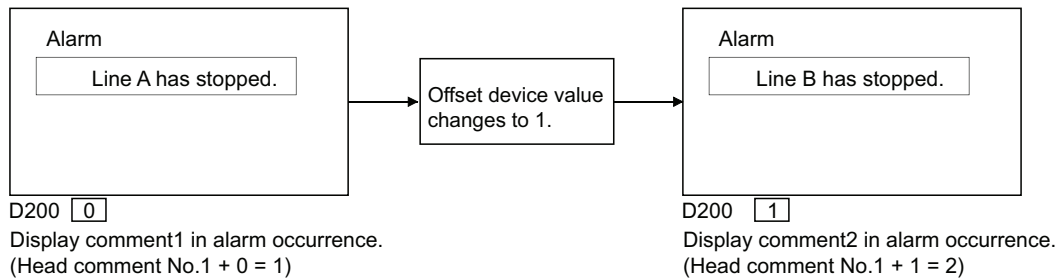 Alarm
Line A has stopped.
D200 0
Display comment1 in alarm occurrence.
(Head comment No.1 + 0 = 1)
Offset device value
changes to 1.
Alarm
Line B has stopped.
D200 1
Display comment2 in alarm occurrence.
(Head comment No.1 + 1 = 2)